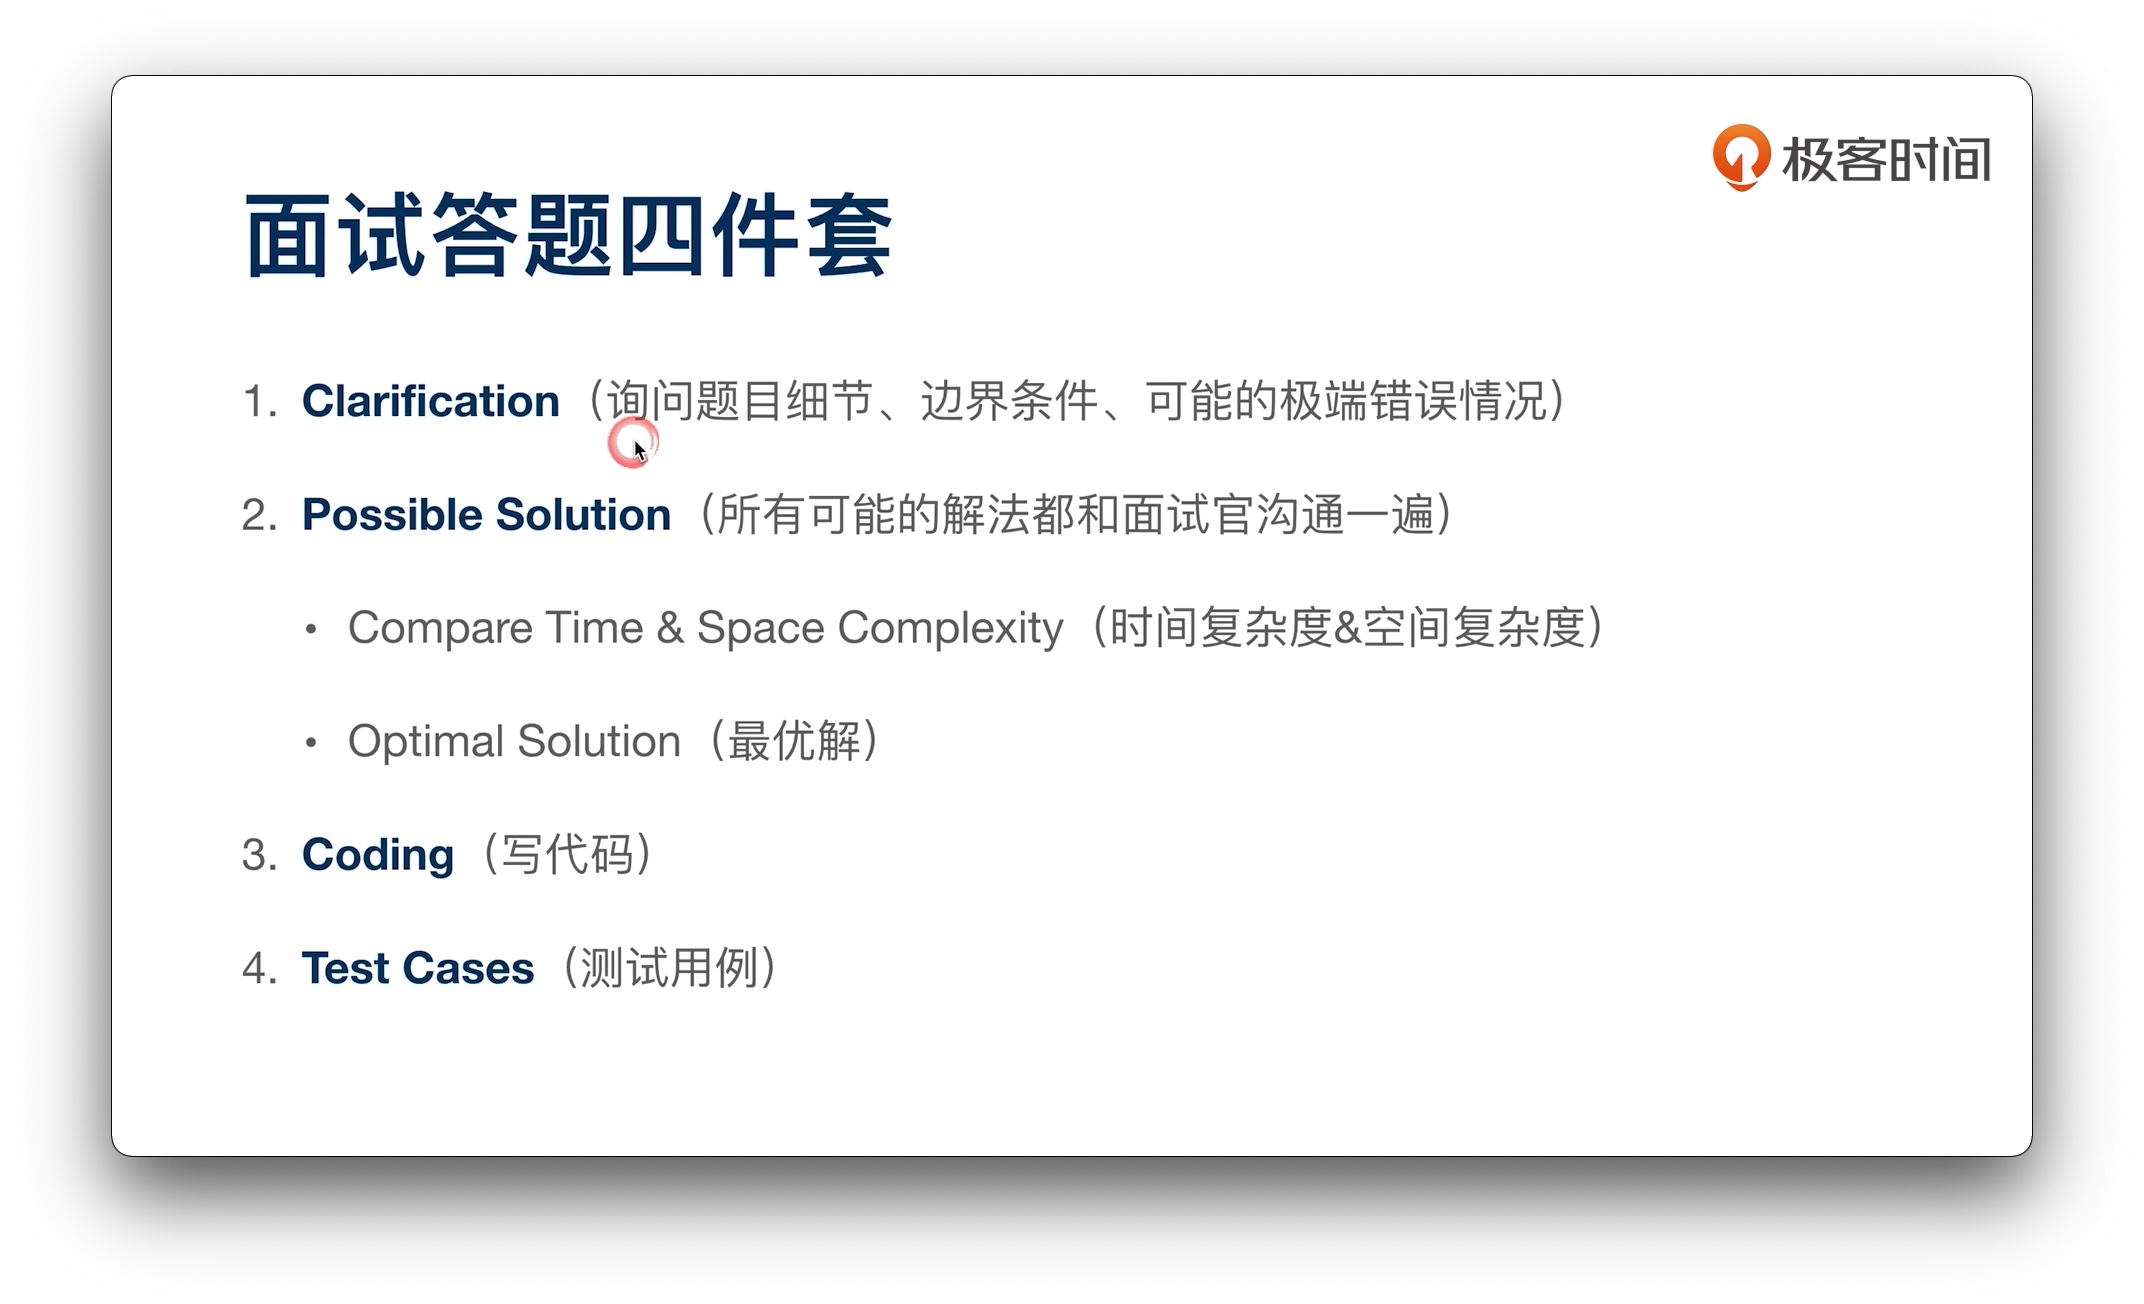 极客时间
面试答题四件套
1. Clarification（询问题目细节、边界条件、可能的极端错误情况）
2. Possible Solution（所有可能的解法都和面试官沟通一遍）
• Compare Time & Space Complexity（时间复杂度&空间复杂度）
• Optimal Solution（最优解）
3. Coding（写代码）
4. Test Cases（测试用例）